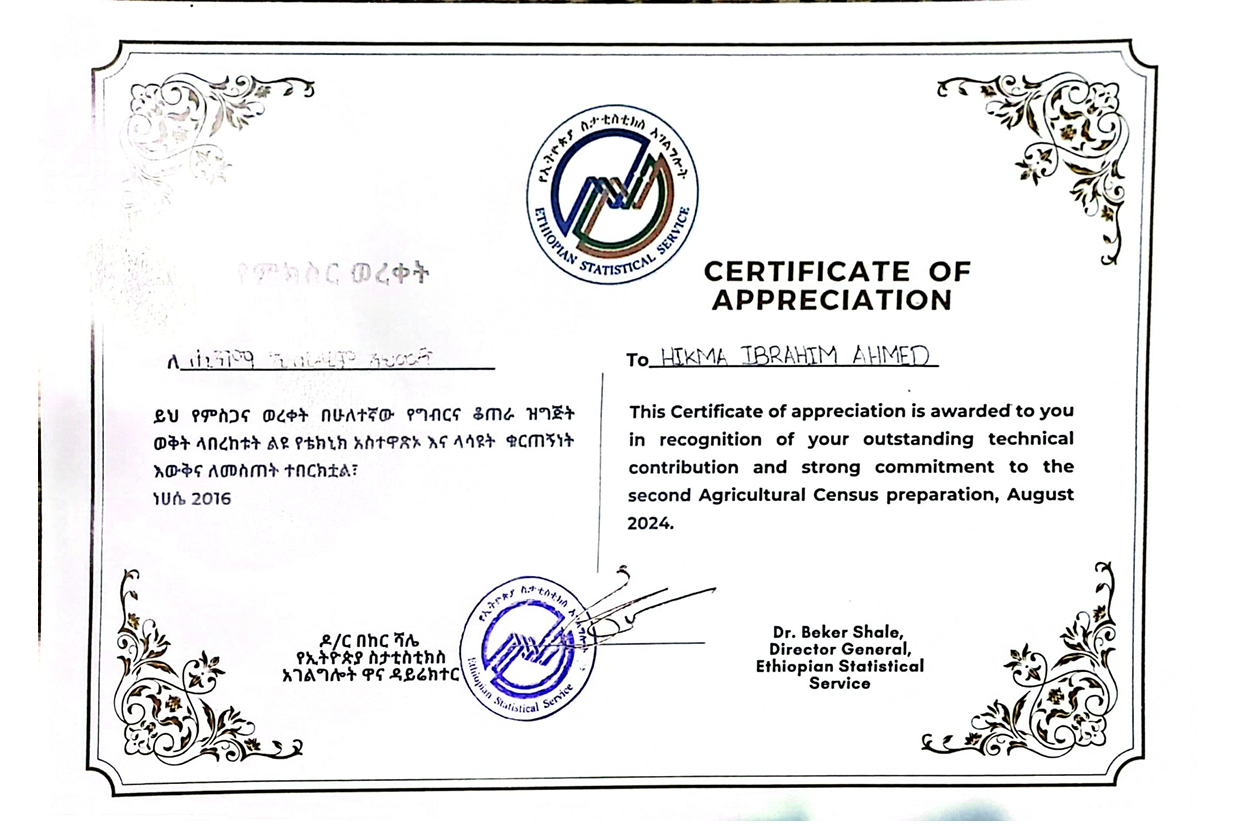 የኢትዮጵያ ስታቲስቲክስ አገልግሎት
ETHIOPIAN STATISTICAL SERVICE
የምክስር ወረቀት
ለ
ይህ የምስጋና ወረቀት በሁለተኛው የግብርና ቆጠራ ዝግጅት
ወቅት ላበረከቱት ልዩ የቴክኒክ አስተዋጽኦ እና ላሳዩት ቁርጠኝነት
እውቅና ለመስጠት ተበርክቷል፣
ነሀሴ 2016
CERTIFICATE OF
APPRECIATION
To HIKMA IBRAHIM AHMED
This Certificate of appreciation is awarded to you
in recognition of your outstanding technical
contribution and strong commitment to the
second Agricultural Census preparation, August
2024.
ዶ/ር በከር ሻሌ
የኢትዮጵያ ስታቲስቲክስ
አገልግሎት ዋና ዳይሬክተር
የኢትዮጵያ ስታቲስቲክስ አገልግሎት
Ethiopian Statistical Service
Dr. Beker Shale,
Director General,
Ethiopian Statistical
Service